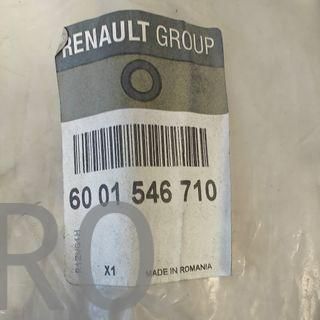 RENAULT GROUP
60 01 546 710
X1 MADE IN ROMANIA
RO